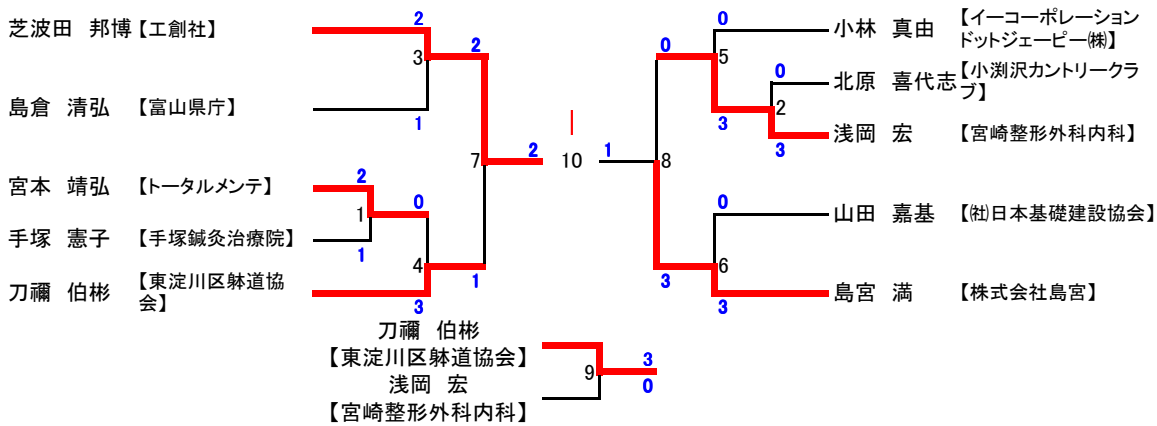 芝波田 邦博【工創社】
2
3
2
島倉 清弘 【富山県庁】
1
7
2
宮本 靖弘 【トータルメンテ】
2
1
0
手塚 憲子 【手塚鍼灸治療院】
1
4
1
刀禰 伯彬 【東淀川区躰道協
会】
3
10
小林 真由 【イーコーポレーション
ドットジェーピー㈱】
0
5
0
北原 喜代志【小渕沢カントリークラ
ブ】
0
2
浅岡 宏 【宮崎整形外科内科】
3
3
1
8
山田 嘉基 【㈳日本基礎建設協会】
0
6
3
島宮 満 【株式会社島宮】
3
刀禰 伯彬
【東淀川区躰道協会】
9
3
0
浅岡 宏
【宮崎整形外科内科】